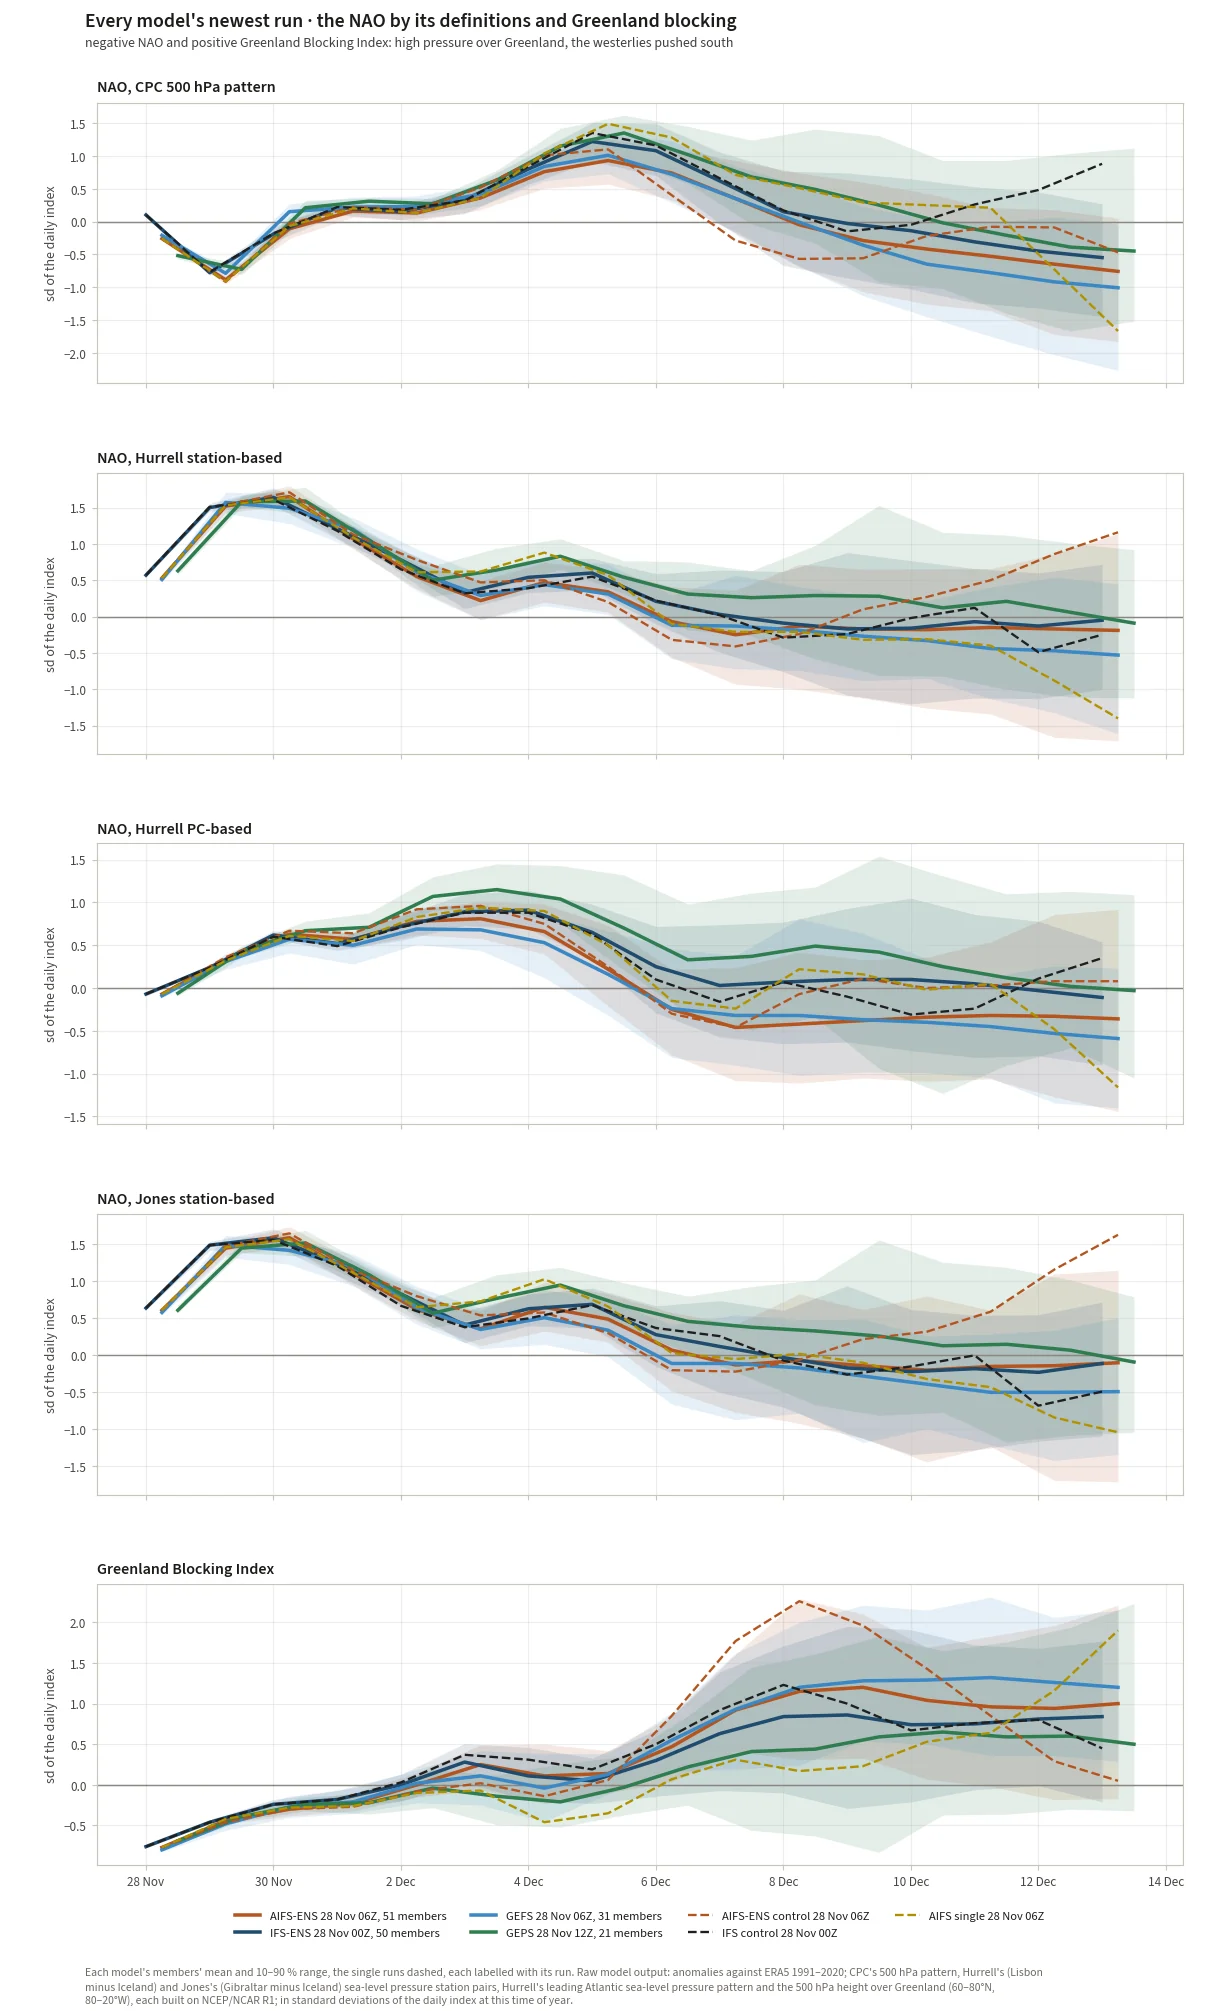 Every model's newest run · the NAO by its definitions and Greenland blocking
negative NAO and positive Greenland Blocking Index: high pressure over Greenland, the westerlies pushed south
NAO, CPC 500 hPa pattern
sd of the daily index
1.5
1.0
0.5
0.0
−0.5
−1.0
−1.5
−2.0
NAO, Hurrell station-based
sd of the daily index
1.5
1.0
0.5
0.0
−0.5
−1.0
−1.5
NAO, Hurrell PC-based
sd of the daily index
1.5
1.0
0.5
0.0
−0.5
−1.0
−1.5
NAO, Jones station-based
sd of the daily index
1.5
1.0
0.5
0.0
−0.5
−1.0
−1.5
Greenland Blocking Index
sd of the daily index
2.0
1.5
1.0
0.5
0.0
−0.5
28 Nov 30 Nov 2 Dec 4 Dec 6 Dec 8 Dec 10 Dec 12 Dec 14 Dec
AIFS-ENS 28 Nov 06Z, 51 members GEFS 28 Nov 06Z, 31 members AIFS-ENS control 28 Nov 06Z AIFS single 28 Nov 06Z
IFS-ENS 28 Nov 00Z, 50 members GEPS 28 Nov 12Z, 21 members IFS control 28 Nov 00Z
Each model's members' mean and 10–90 % range, the single runs dashed, each labelled with its run. Raw model output: anomalies against ERA5 1991–2020; CPC's 500 hPa pattern, Hurrell's (Lisbon
minus Iceland) and Jones's (Gibraltar minus Iceland) sea-level pressure station pairs, Hurrell's leading Atlantic sea-level pressure pattern and the 500 hPa height over Greenland (60–80°N,
80–20°W), each built on NCEP/NCAR R1; in standard deviations of the daily index at this time of year.